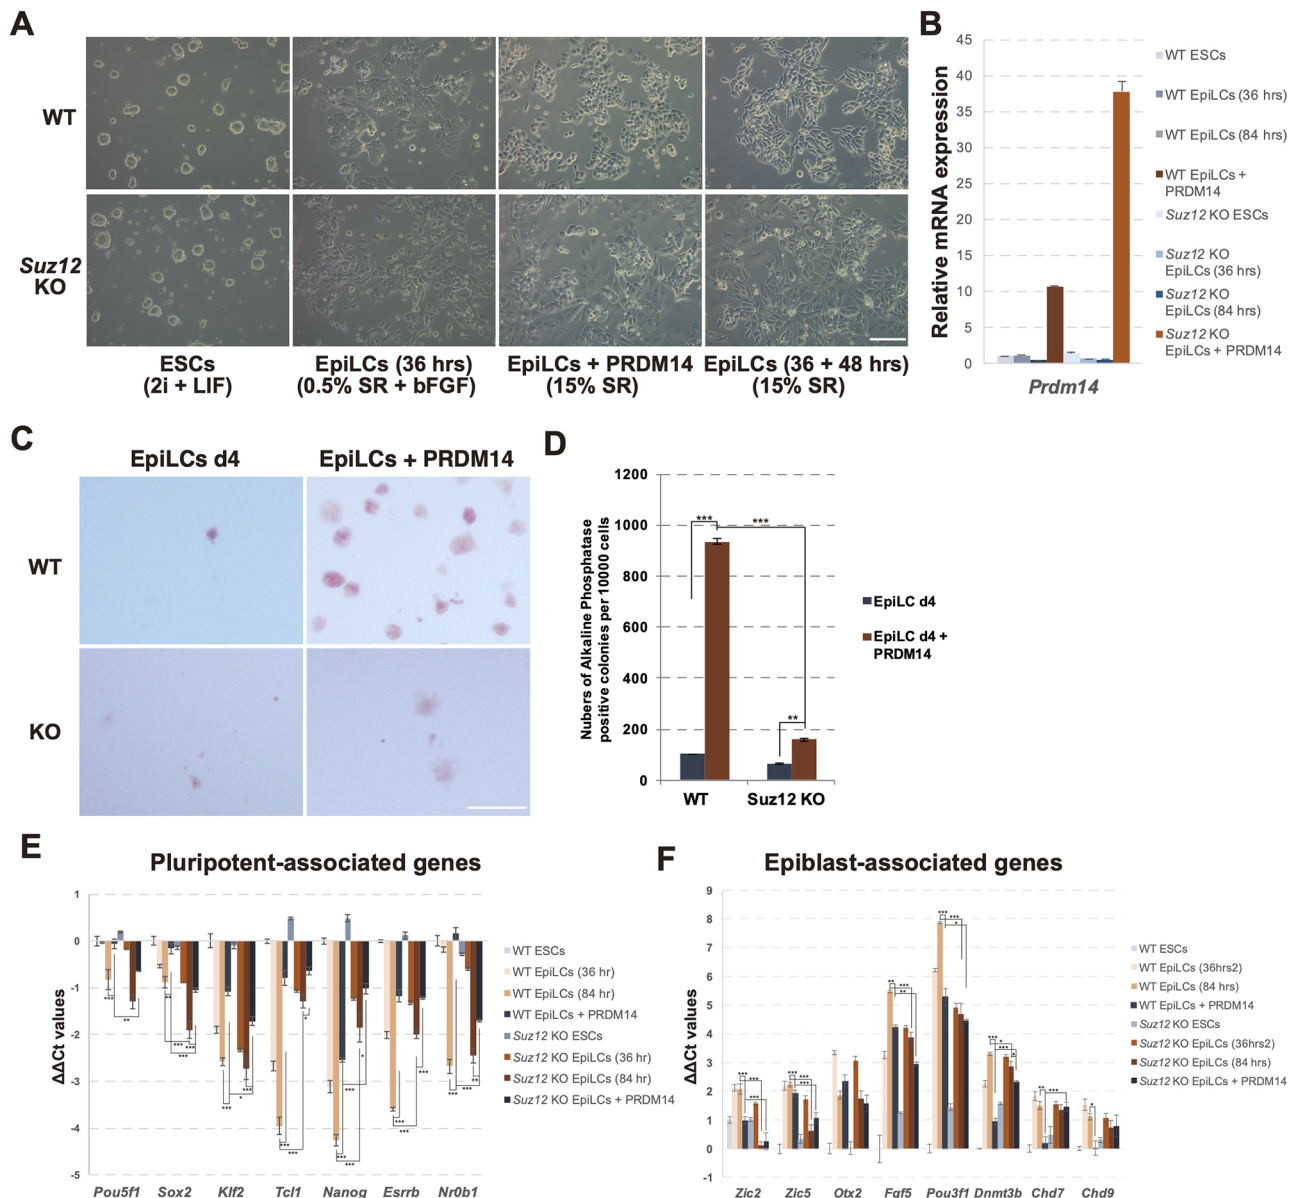 A
WT
Suz12
KO
ESCs
(2i + LIF)
EpiLCs (36 hrs)
(0.5% SR + bFGF)
EpiLCs + PRDM14
(15% SR)
EpiLCs (36 + 48 hrs)
(15% SR)
B
Relative mRNA expression
45
40
35
30
25
20
15
10
5
0
Prdm14
WT ESCs
WT EpiLCs (36 hrs)
WT EpiLCs (84 hrs)
WT EpiLCs +
PRDM14
Suz12 KO ESCs
Suz12 KO
EpiLCs (36 hrs)
Suz12 KO
EpiLCs (84 hrs)
Suz12 KO
EpiLCs + PRDM14
C
EpiLCs d4
EpiLCs + PRDM14
WT
KO
D
Nubers of Alkaline Phosphatase
positive colonies per 10000 cells
1200
1000
800
600
400
200
0
***
***
**
WT
Suz12 KO
EpiLC d4
EpiLC d4 +
PRDM14
E
Pluripotent-associated genes
ΔΔCt values
1
0
-1
-2
-3
-4
-5
Pou5f1
Sox2
Klf2
Tcl1
Nanog
Esrrb
Nr0b1
WT ESCs
WT EpiLCs (36 hr)
WT EpiLCs (84 hr)
WT EpiLCs + PRDM14
Suz12 KO ESCs
Suz12 KO EpiLCs (36 hr)
Suz12 KO EpiLCs (84 hr)
Suz12 KO EpiLCs + PRDM14
F
Epiblast-associated genes
ΔΔCt values
9
8
7
6
5
4
3
2
1
0
-1
Zic2
Zic5
Otx2
Fgf5
Pou3f1
Dnmt3b
Chd7
Chd9
WT ESCs
WT EpiLCs (36hrs2)
WT EpiLCs (84 hrs)
WT EpiLCs + PRDM14
Suz12 KO ESCs
Suz12 KO EpiLCs (36hrs2)
Suz12 KO EpiLCs (84 hrs)
Suz12 KO EpiLCs + PRDM14